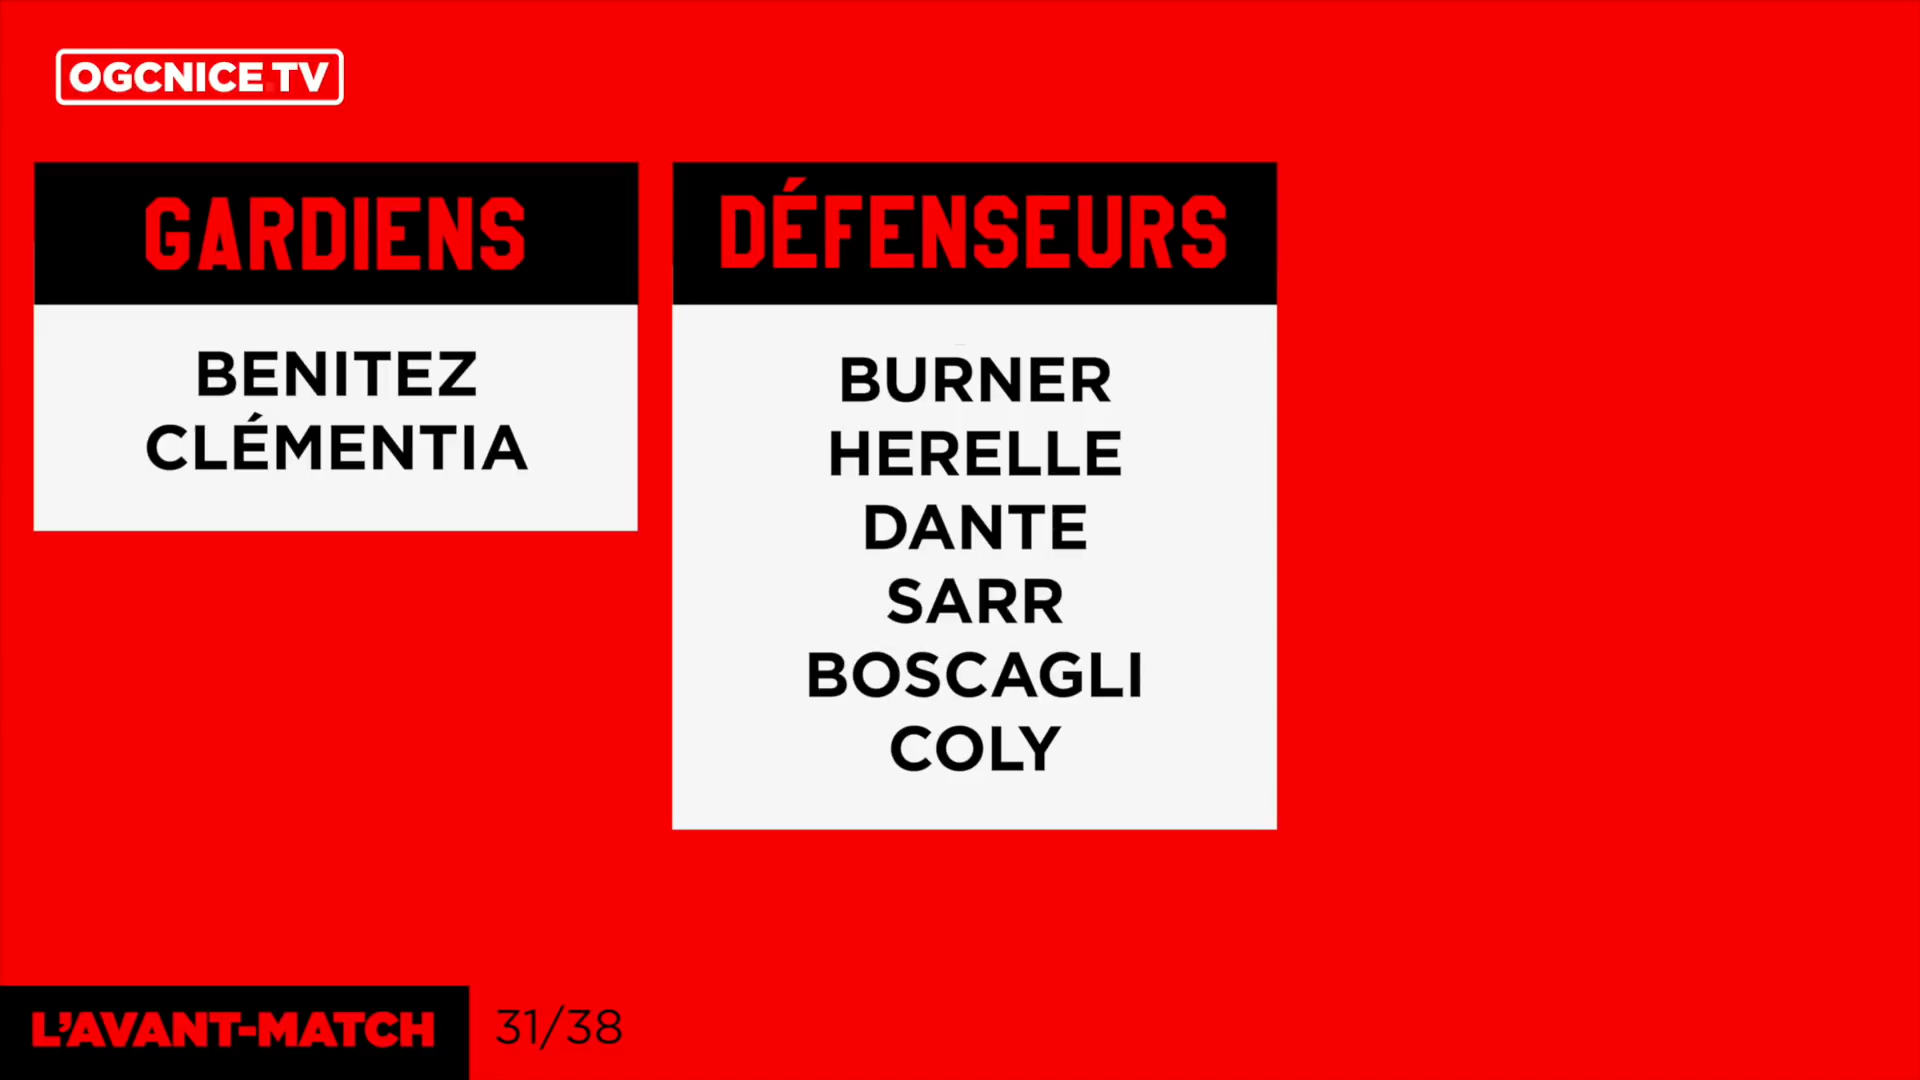 OGCNICE.TV
GARDIENS
BENITEZ
CLÉMENTIA
DÉFENSEURS
BURNER
HERELLE
DANTE
SARR
BOSCAGLI
COLY
L'AVANT-MATCH
31/38